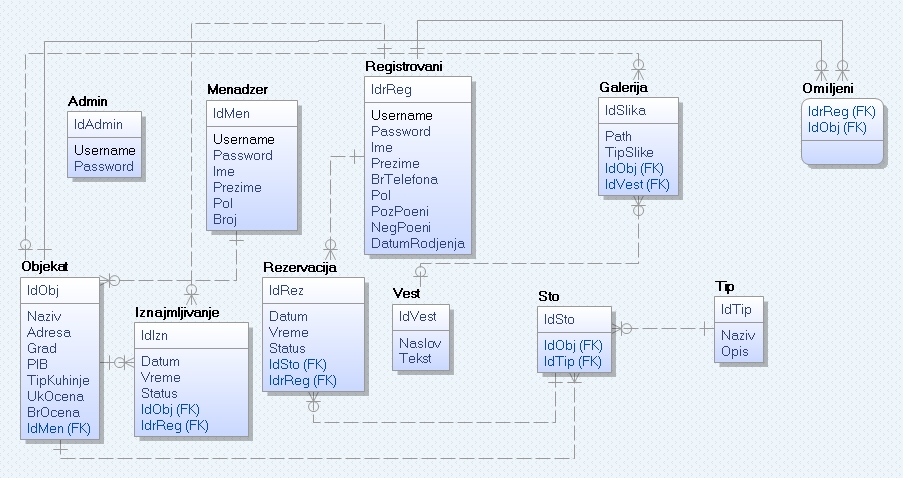 Admin
IdAdmin
Username
Password
Menadzer
IdMen
Username
Password
Ime
Prezime
Pol
Broj
Registrovani
IdrReg
Username
Password
Ime
Prezime
BrTelefona
Pol
PozPoeni
NegPoeni
DatumRodjenja
Galerija
IdSlika
Path
TipSlike
IdObj (FK)
IdVest (FK)
Omiljeni
IdrReg (FK)
IdObj (FK)
Objekat
IdObj
Naziv
Adresa
Grad
PIB
TipKuhinje
UkOcena
BrOcena
IdMen (FK)
Iznajmljivanje
IdIzn
Datum
Vreme
Status
IdObj (FK)
IdrReg (FK)
Rezervacija
IdRez
Datum
Vreme
Status
IdSto (FK)
IdrReg (FK)
Vest
IdVest
Naslov
Tekst
Sto
IdSto
IdObj (FK)
IdTip (FK)
Tip
IdTip
Naziv
Opis